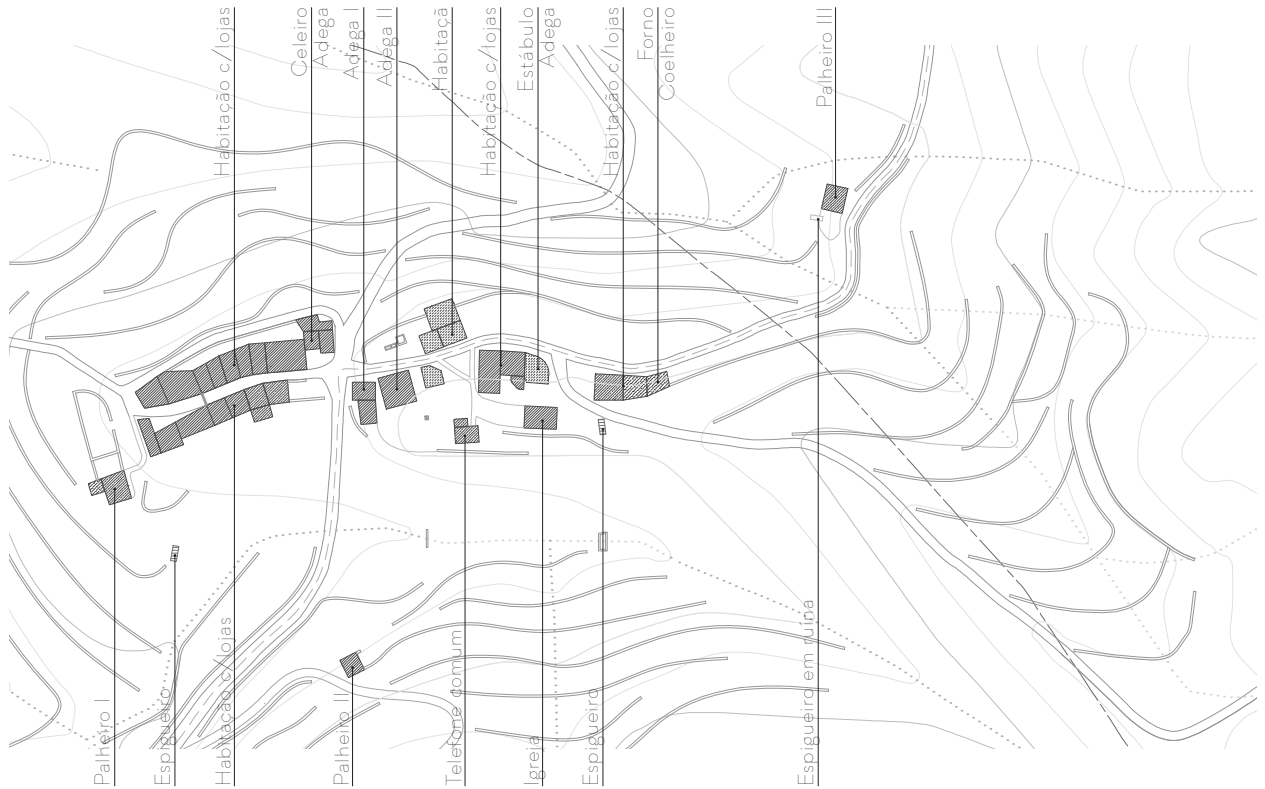 Habitação c/lojas
Celeiro
Adega
Adega I
Adega II
Habitaçã
Habitação c/lojas
Estábulo
Adega
Habitação c/lojas
Forno
Coelheiro
Palheiro III
Palheiro I
Espigueiro
Habitação c/lojas
Palheiro II
Telefone comum
Igreja
Espigueiro
Espigueiro em ruína